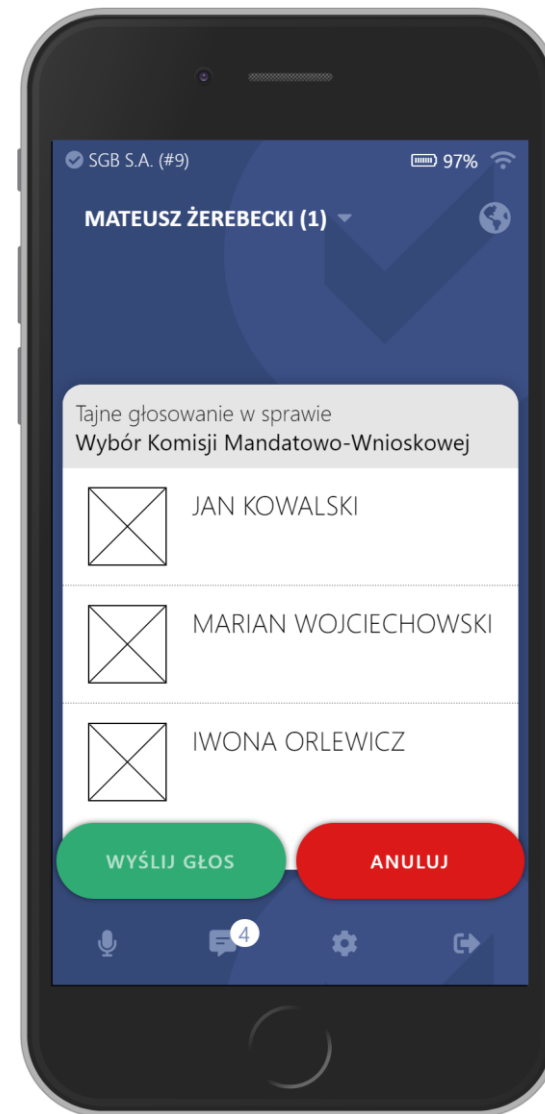 SGB S.A. (#9) 97%
MATEUSZ ŻEREBECKI (1)
Tajne głosowanie w sprawie
Wybór Komisji Mandatowo-Wnioskowej
JAN KOWALSKI
MARIAN WOJCIECHOWSKI
IWONA ORLEWICZ
WYŚLIJ GŁOS ANULUJ
4